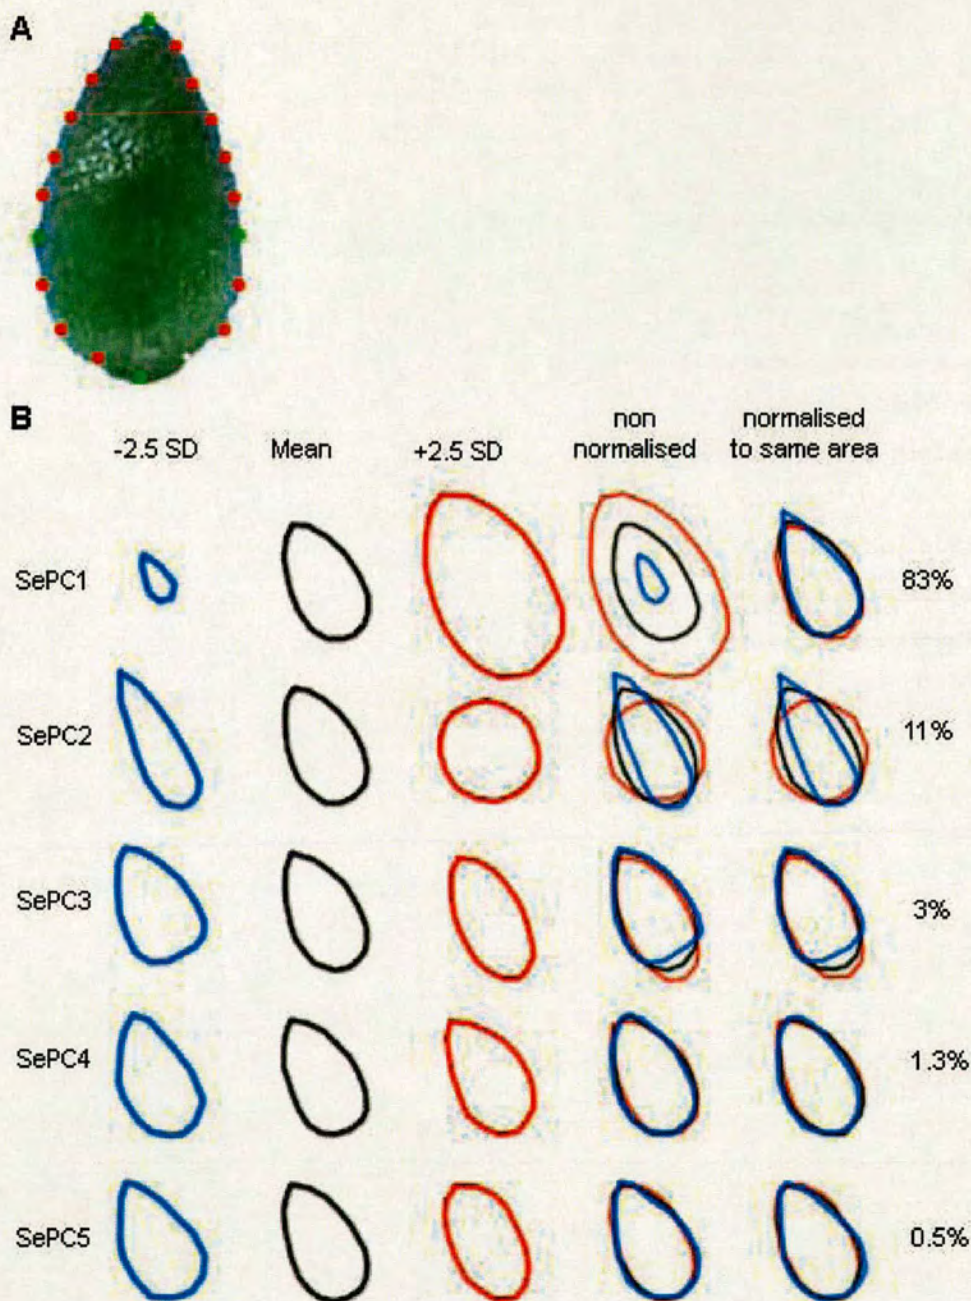 A
B
-2.5 SD Mean +2.5 SD non normalised normalised to same area
SePC1 83%
SePC2 11%
SePC3 3%
SePC4 1.3%
SePC5 0.5%